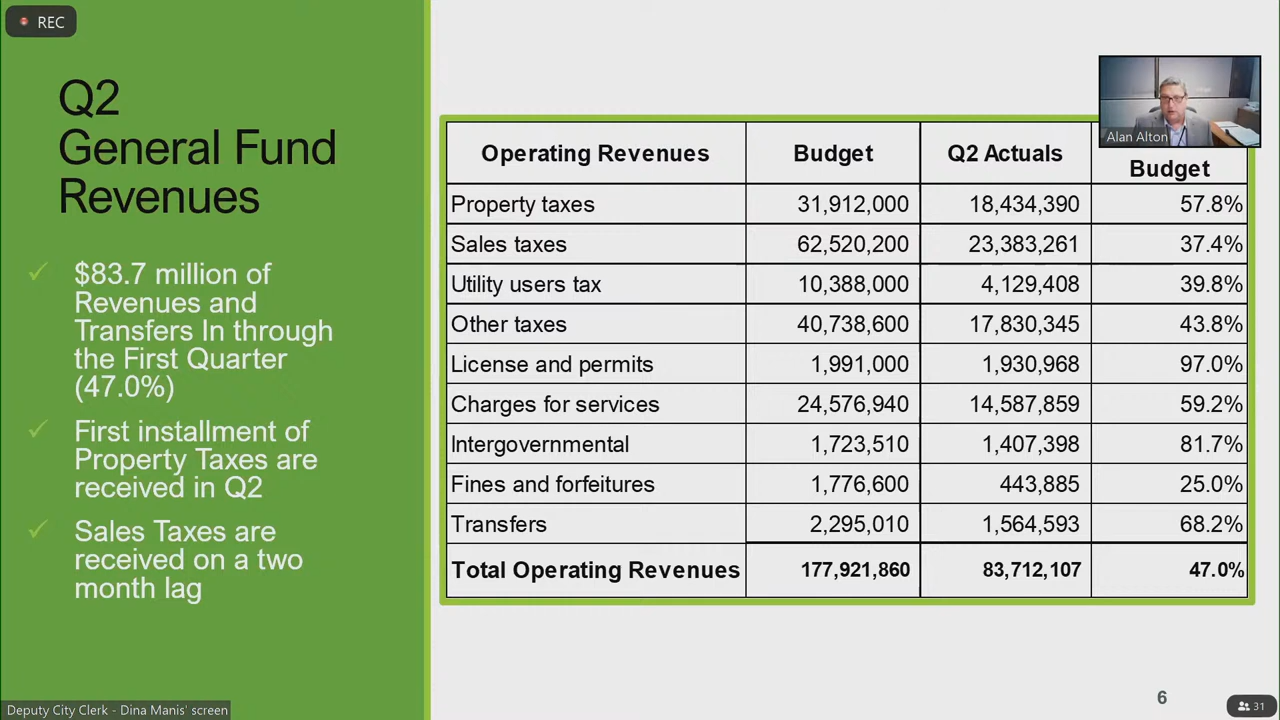 REC
Q2
General Fund
Revenues
✓ $83.7 million of
Revenues and
Transfers In through
the First Quarter
(47.0%)
✓ First installment of
Property Taxes are
received in Q2
✓ Sales Taxes are
received on a two
month lag
Alan Alton
Operating Revenues Budget Q2 Actuals Budget
Property taxes 31,912,000 18,434,390 57.8%
Sales taxes 62,520,200 23,383,261 37.4%
Utility users tax 10,388,000 4,129,408 39.8%
Other taxes 40,738,600 17,830,345 43.8%
License and permits 1,991,000 1,930,968 97.0%
Charges for services 24,576,940 14,587,859 59.2%
Intergovernmental 1,723,510 1,407,398 81.7%
Fines and forfeitures 1,776,600 443,885 25.0%
Transfers 2,295,010 1,564,593 68.2%
Total Operating Revenues 177,921,860 83,712,107 47.0%
6
Deputy City Clerk - Dina Manis' screen
31